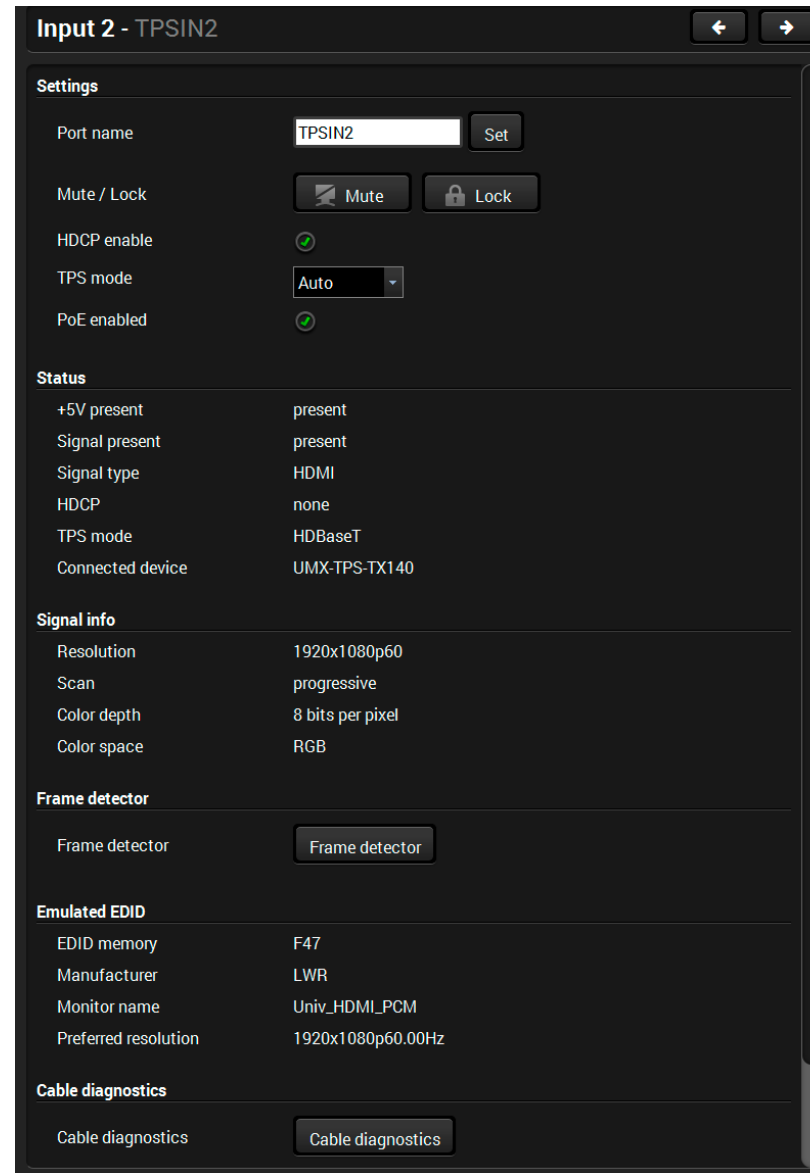 Input 2 - TPSIN2
Settings
Port name TPSIN2 Set
Mute / Lock Mute Lock
HDCP enable
TPS mode Auto
PoE enabled
Status
+5V present present
Signal present present
Signal type HDMI
HDCP none
TPS mode HDBaseT
Connected device UMX-TPS-TX140
Signal info
Resolution 1920x1080p60
Scan progressive
Color depth 8 bits per pixel
Color space RGB
Frame detector
Frame detector Frame detector
Emulated EDID
EDID memory F47
Manufacturer LWR
Monitor name Univ_HDMI_PCM
Preferred resolution 1920x1080p60.00Hz
Cable diagnostics
Cable diagnostics Cable diagnostics